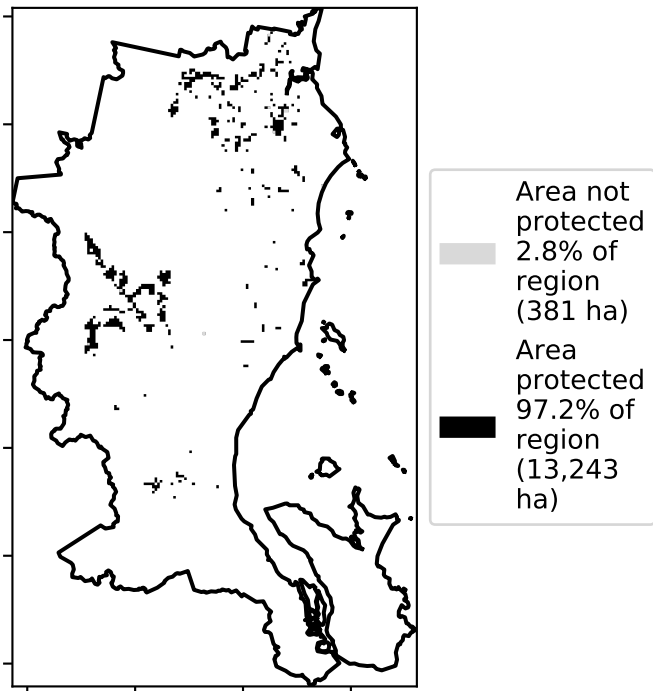 Area not
protected
2.8% of
region
(381 ha)
Area
protected
97.2% of
region
(13,243
ha)